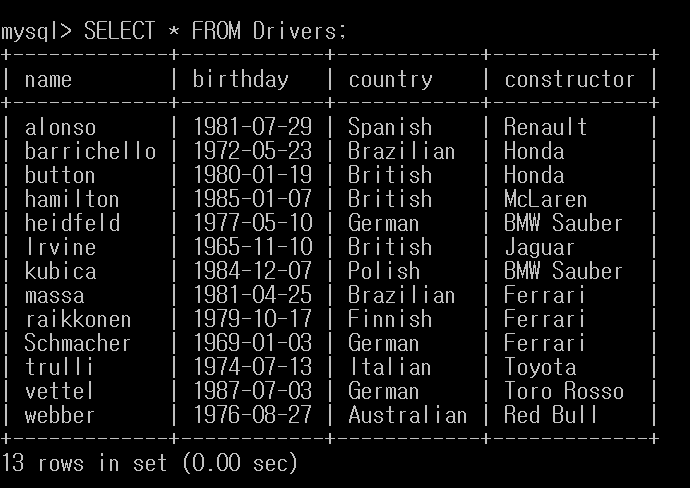 mysql> SELECT * FROM Drivers;
+-------------+------------+------------+-------------+
| name        | birthday   | country    | constructor |
+-------------+------------+------------+-------------+
| alonso      | 1981-07-29 | Spanish    | Renault     |
| barrichello | 1972-05-23 | Brazilian  | Honda       |
| button      | 1980-01-19 | British    | Honda       |
| hamilton    | 1985-01-07 | British    | McLaren     |
| heidfeld    | 1977-05-10 | German     | BMW Sauber  |
| Irvine      | 1965-11-10 | British    | Jaguar      |
| kubica      | 1984-12-07 | Polish     | BMW Sauber  |
| massa       | 1981-04-25 | Brazilian  | Ferrari     |
| raikkonen   | 1979-10-17 | Finnish    | Ferrari     |
| Schmacher   | 1969-01-03 | German     | Ferrari     |
| trulli      | 1974-07-13 | Italian    | Toyota      |
| vettel      | 1987-07-03 | German     | Toro Rosso  |
| webber      | 1976-08-27 | Australian | Red Bull    |
+-------------+------------+------------+-------------+
13 rows in set (0.00 sec)